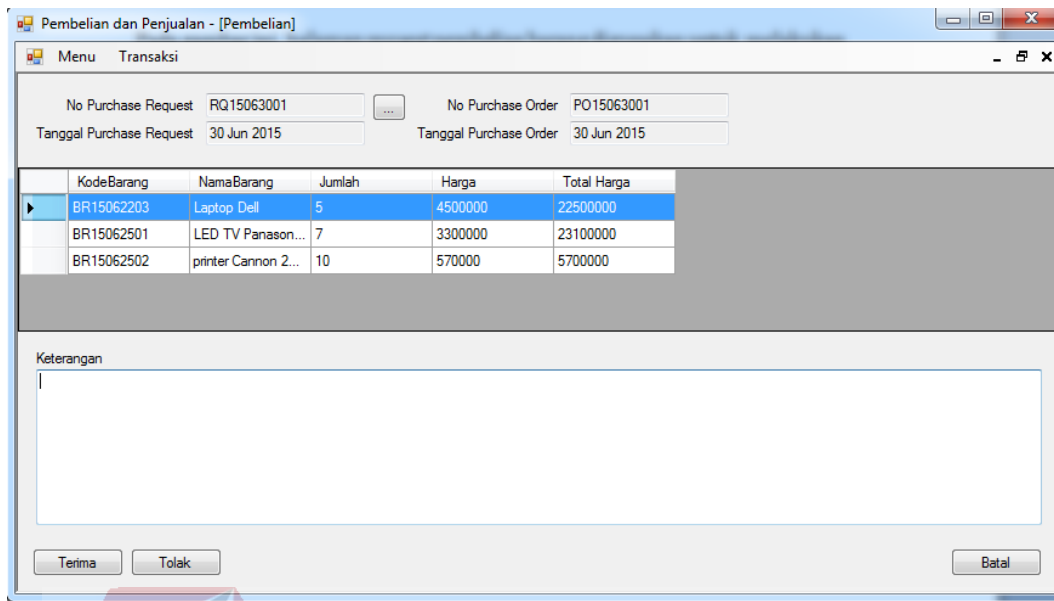 Pembelian dan Penjualan - [Pembelian]
Menu Transaksi
No Purchase Request RQ15063001 ... No Purchase Order PO15063001
Tanggal Purchase Request 30 Jun 2015 Tanggal Purchase Order 30 Jun 2015
KodeBarang NamaBarang Jumlah Harga Total Harga
BR15062203 Laptop Dell 5 4500000 22500000
BR15062501 LED TV Panason... 7 3300000 23100000
BR15062502 printer Cannon 2... 10 570000 5700000
Keterangan
Terima Tolak Batal